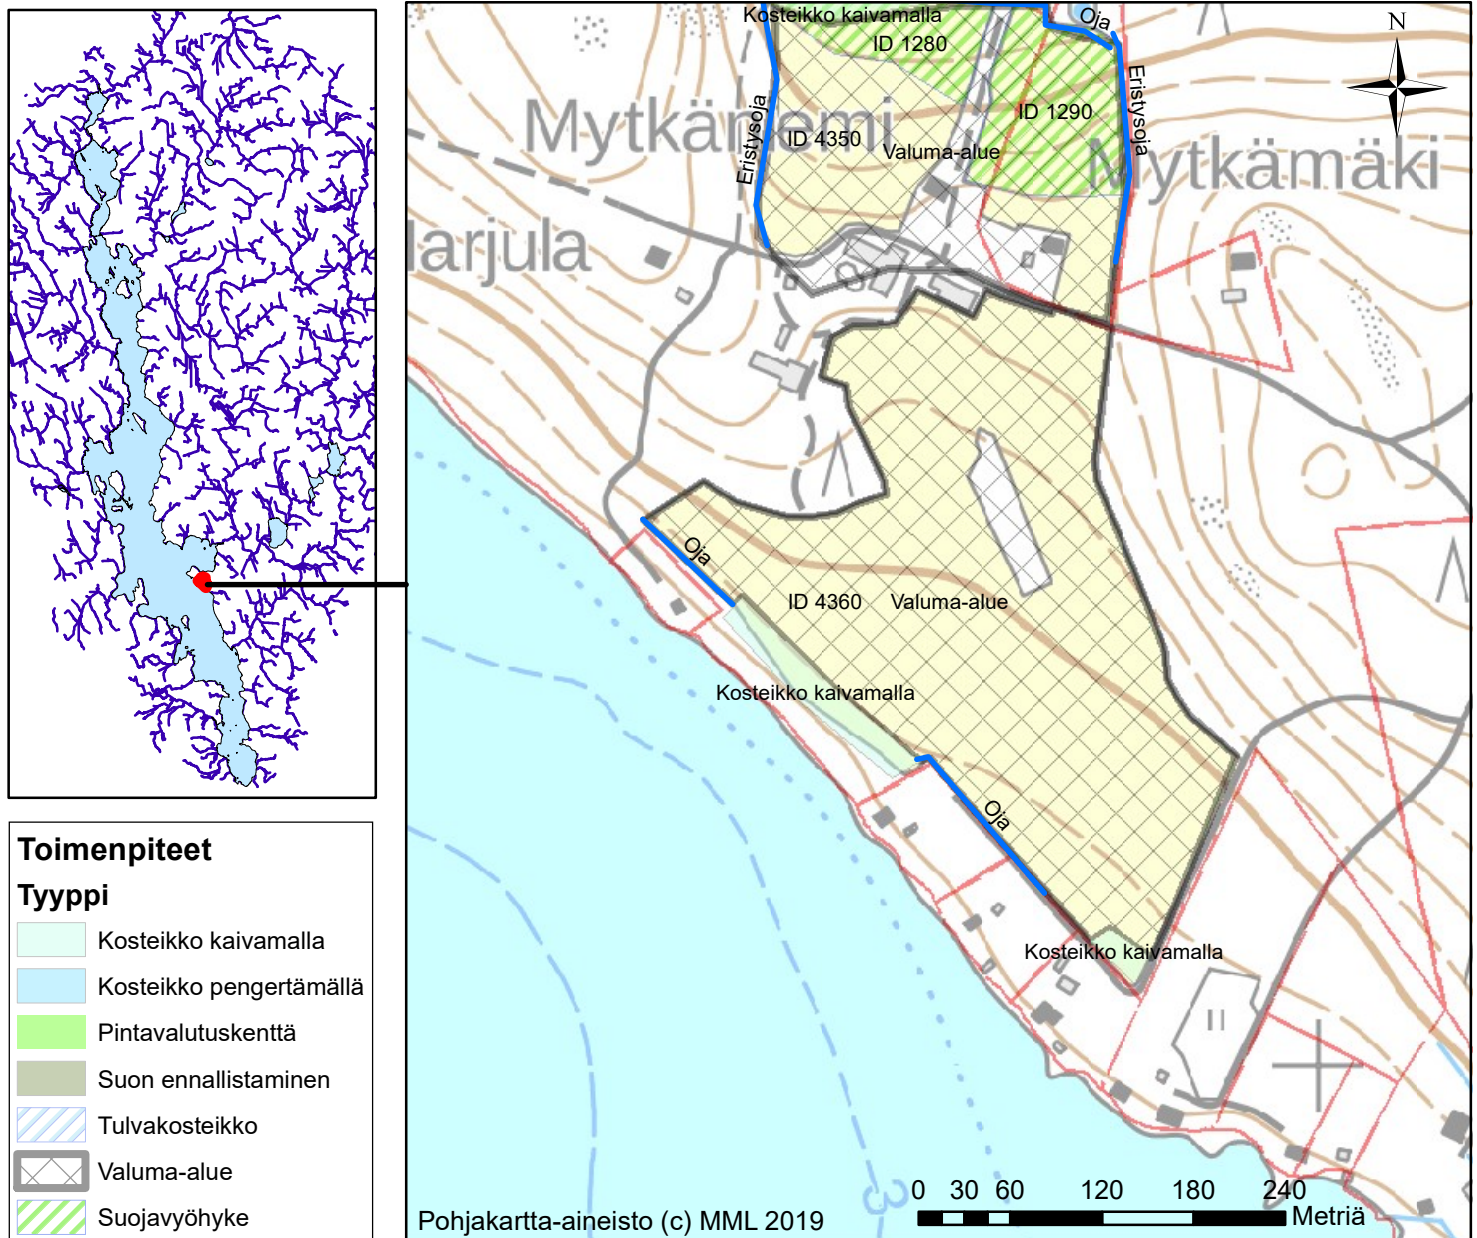 Kosteikko kaivamalla
Oja
N
ID 1280
Eristysoja
Eristysoja
Mytkäniemi
ID 4350
Valuma-alue
ID 1290
Mytkämäki
Harjula
Oja
ID 4360
Valuma-alue
Kosteikko kaivamalla
Oja
Kosteikko kaivamalla
3
0 30 60 120 180 240
Metriä
Pohjakartta-aineisto (c) MML 2019
Toimenpiteet
Tyyppi
Kosteikko kaivamalla
Kosteikko pengertämällä
Pintavalutuskenttä
Suon ennallistaminen
Tulvakosteikko
Valuma-alue
Suojavyöhyke